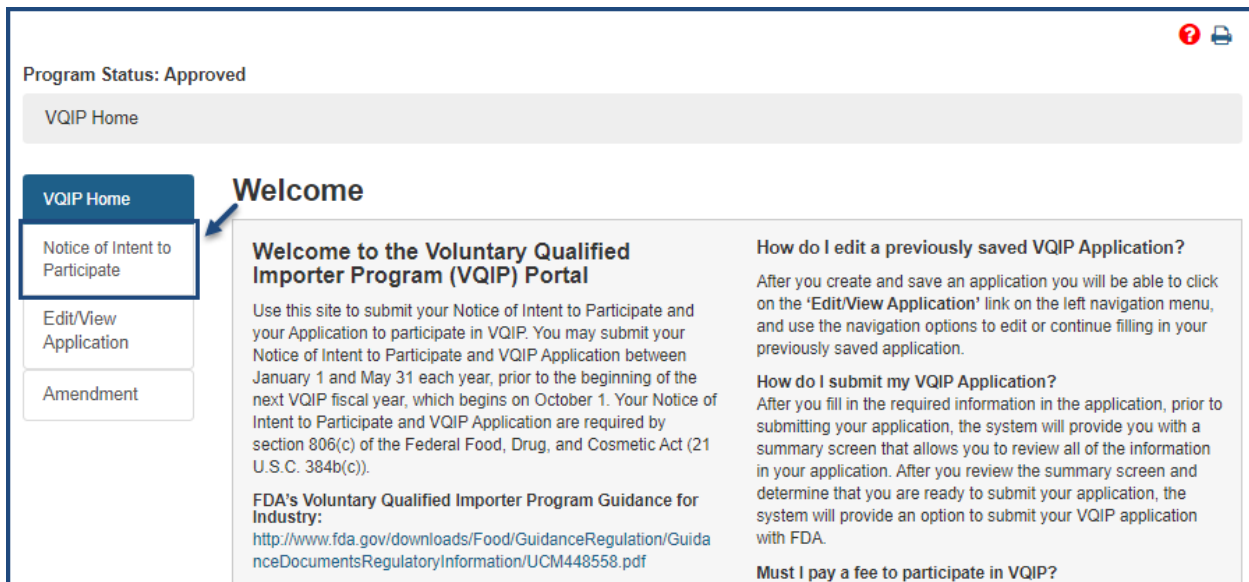 Program Status: Approved
VQIP Home
VQIP Home
Notice of Intent to
Participate
Edit/View
Application
Amendment
Welcome
Welcome to the Voluntary Qualified
Importer Program (VQIP) Portal
Use this site to submit your Notice of Intent to Participate and
your Application to participate in VQIP. You may submit your
Notice of Intent to Participate and VQIP Application between
January 1 and May 31 each year, prior to the beginning of the
next VQIP fiscal year, which begins on October 1. Your Notice of
Intent to Participate and VQIP Application are required by
section 806(c) of the Federal Food, Drug, and Cosmetic Act (21
U.S.C. 384b(c)).
FDA's Voluntary Qualified Importer Program Guidance for
Industry:
http://www.fda.gov/downloads/Food/GuidanceRegulation/Guida
nceDocumentsRegulatoryInformation/UCM448558.pdf
How do I edit a previously saved VQIP Application?
After you create and save an application you will be able to click
on the 'Edit/View Application' link on the left navigation menu,
and use the navigation options to edit or continue filling in your
previously saved application.
How do I submit my VQIP Application?
After you fill in the required information in the application, prior to
submitting your application, the system will provide you with a
summary screen that allows you to review all of the information
in your application. After you review the summary screen and
determine that you are ready to submit your application, the
system will provide an option to submit your VQIP application
with FDA.
Must I pay a fee to participate in VQIP?